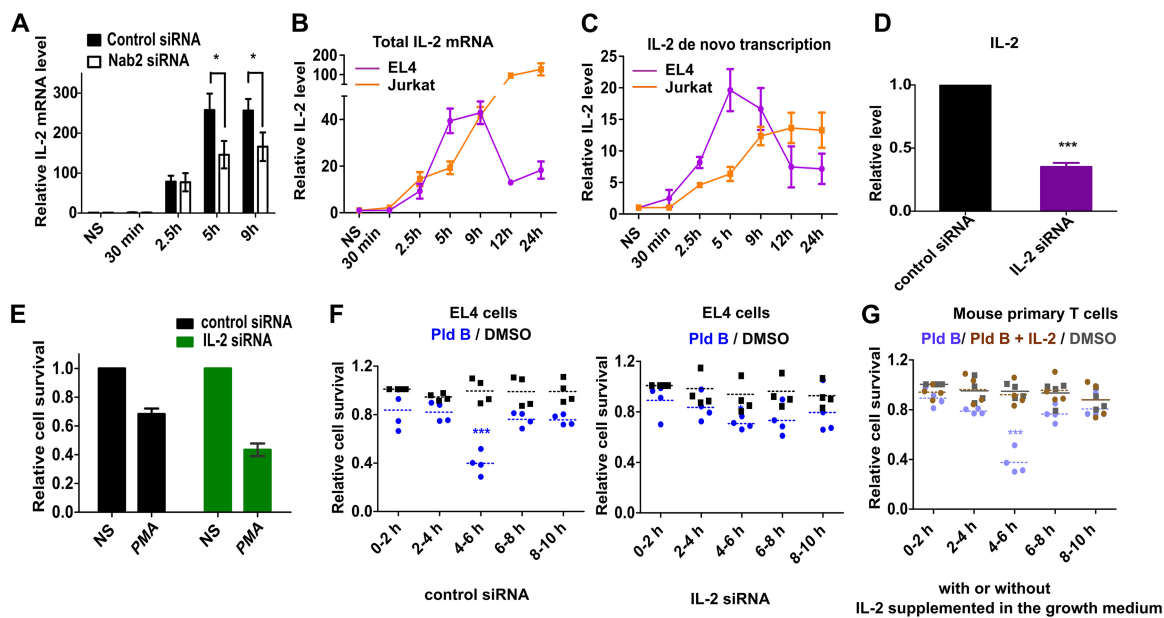 A
Control siRNA
Nab2 siRNA
Relative IL-2 mRNA level
300
200
100
0
*
*
NS
30 min
2.5h
5h
9h
B
Total IL-2 mRNA
EL4
Jurkat
Relative IL-2 level
300
200
100
40
20
0
NS
30 min
2.5h
5h
9h
12h
24h
C
IL-2 de novo transcription
EL4
Jurkat
Relative IL-2 level
25
20
15
10
5
0
NS
30 min
2.5h
5 h
9h
12h
24h
D
IL-2
Relative level
1.0
0.5
0.0
***
control siRNA
IL-2 siRNA
E
control siRNA
IL-2 siRNA
Relative cell survival
1.0
0.8
0.6
0.4
0.2
0.0
NS
PMA
NS
PMA
F
EL4 cells
Pld B / DMSO
Relative cell survival
1.2
0.8
0.4
0.0
***
0-2 h
2-4 h
4-6 h
6-8 h
8-10 h
control siRNA
EL4 cells
Pld B / DMSO
Relative cell survival
1.2
0.8
0.4
0.0
0-2 h
2-4 h
4-6 h
6-8 h
8-10 h
IL-2 siRNA
G
Mouse primary T cells
Pld B/ Pld B + IL-2 / DMSO
Relative cell survival
1.2
0.8
0.4
0.0
***
0-2 h
2-4 h
4-6 h
6-8 h
8-10 h
with or without
IL-2 supplemented in the growth medium